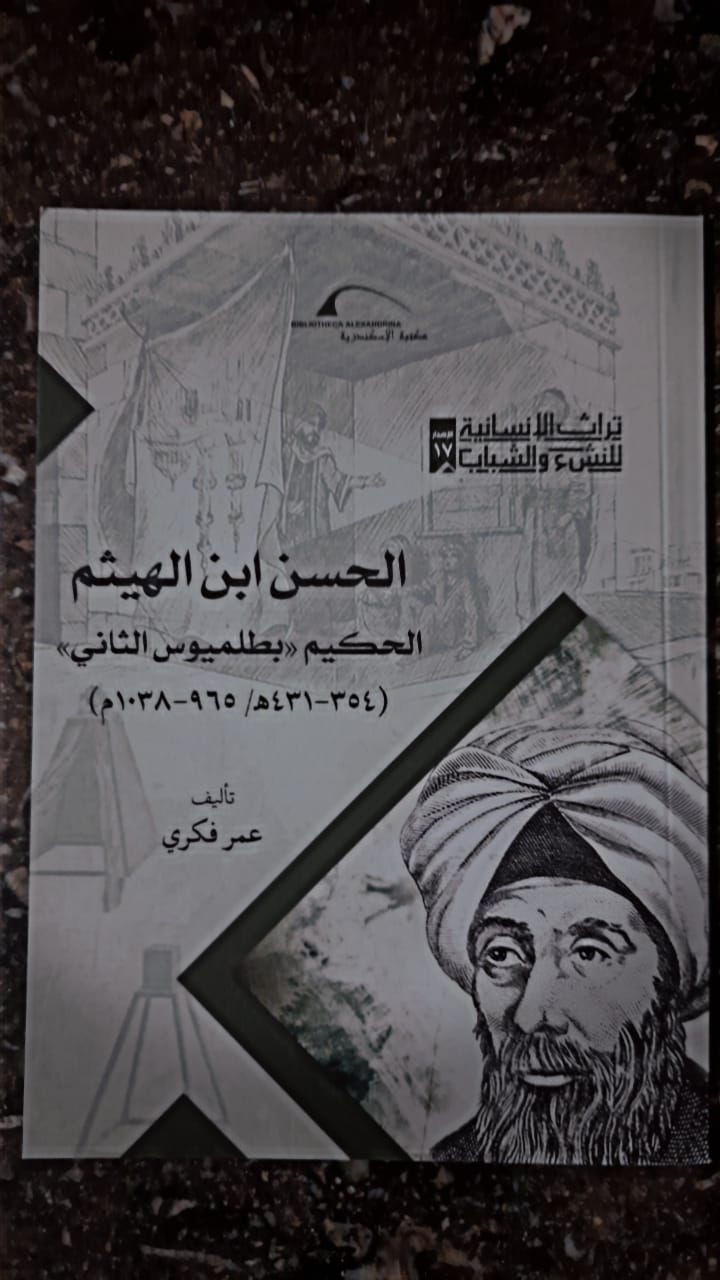 BIBLIOTHECA ALEXANDRINA
مكتبة الإسكندرية
تراث الإنسانية
للنشء والشباب
الإصدار
١٧
الحسن ابن الهيثم
الحكيم «بطلميوس الثاني»
(٣٥٤-٤٣١هـ/ ٩٦٥-١٠٣٨م)
تأليف
عمر فكري